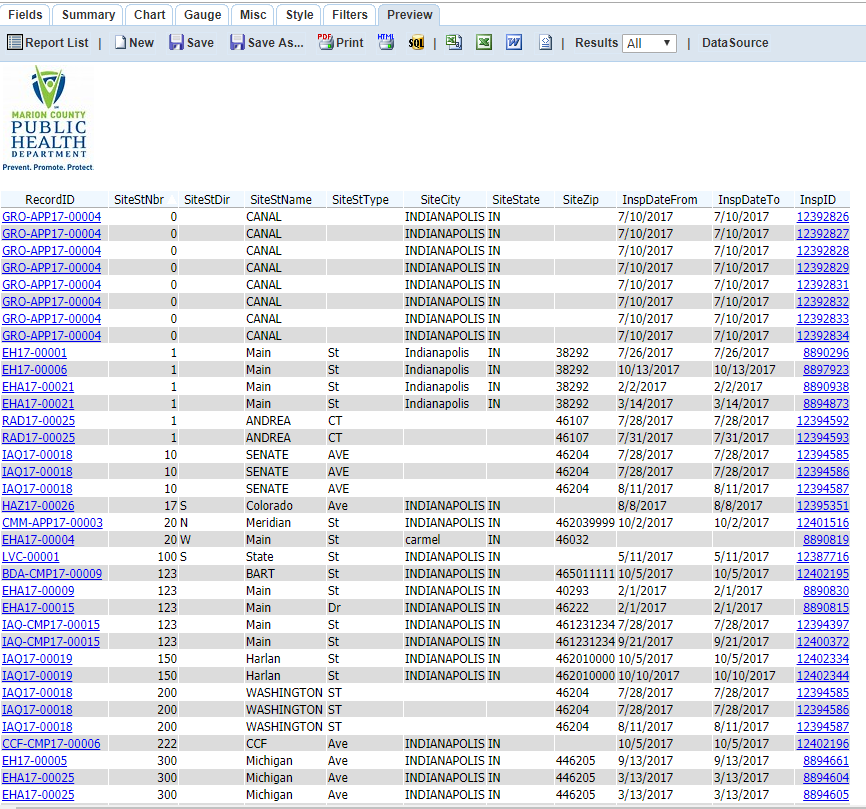 Fields Summary Chart Gauge Misc Style Filters Preview
Report List | New Save Save As... PDF Print HTML SQL | Results All | DataSource
MARION COUNTY
PUBLIC
HEALTH
DEPARTMENT
Prevent. Promote. Protect.
RecordID SiteStNbr SiteStDir SiteStName SiteStType SiteCity SiteState SiteZip InspDateFrom InspDateTo InspID
GRO-APP17-00004 0 CANAL INDIANAPOLIS IN 7/10/2017 7/10/2017 12392826
GRO-APP17-00004 0 CANAL INDIANAPOLIS IN 7/10/2017 7/10/2017 12392827
GRO-APP17-00004 0 CANAL INDIANAPOLIS IN 7/10/2017 7/10/2017 12392828
GRO-APP17-00004 0 CANAL INDIANAPOLIS IN 7/10/2017 7/10/2017 12392829
GRO-APP17-00004 0 CANAL INDIANAPOLIS IN 7/10/2017 7/10/2017 12392831
GRO-APP17-00004 0 CANAL INDIANAPOLIS IN 7/10/2017 7/10/2017 12392832
GRO-APP17-00004 0 CANAL INDIANAPOLIS IN 7/10/2017 7/10/2017 12392833
GRO-APP17-00004 0 CANAL INDIANAPOLIS IN 7/10/2017 7/10/2017 12392834
EH17-00001 1 Main St Indianapolis IN 38292 7/26/2017 7/26/2017 8890296
EH17-00006 1 Main St Indianapolis IN 38292 10/13/2017 10/13/2017 8897923
EHA17-00021 1 Main St Indianapolis IN 38292 2/2/2017 2/2/2017 8890938
EHA17-00021 1 Main St Indianapolis IN 38292 3/14/2017 3/14/2017 8894873
RAD17-00025 1 ANDREA CT 46107 7/28/2017 7/28/2017 12394592
RAD17-00025 1 ANDREA CT 46107 7/31/2017 7/31/2017 12394593
IAQ17-00018 10 SENATE AVE 46204 7/28/2017 7/28/2017 12394585
IAQ17-00018 10 SENATE AVE 46204 7/28/2017 7/28/2017 12394586
IAQ17-00018 10 SENATE AVE 46204 8/11/2017 8/11/2017 12394587
HAZ17-00026 17 S Colorado Ave INDIANAPOLIS IN 8/8/2017 8/8/2017 12395351
CMM-APP17-00003 20 N Meridian St INDIANAPOLIS IN 462039999 10/2/2017 10/2/2017 12401516
EHA17-00004 20 W Main St carmel IN 46032 8890819
LVC-00001 100 S State St INDIANAPOLIS IN 5/11/2017 5/11/2017 12387716
BDA-CMP17-00009 123 BART St INDIANAPOLIS IN 465011111 10/5/2017 10/5/2017 12402195
EHA17-00009 123 Main St INDIANAPOLIS IN 40293 2/1/2017 2/1/2017 8890830
EHA17-00015 123 Main Dr INDIANAPOLIS IN 46222 2/1/2017 2/1/2017 8890815
IAQ-CMP17-00015 123 Main St INDIANAPOLIS IN 461231234 7/28/2017 7/28/2017 12394397
IAQ-CMP17-00015 123 Main St INDIANAPOLIS IN 461231234 9/21/2017 9/21/2017 12400372
IAQ17-00019 150 Harlan St INDIANAPOLIS IN 462010000 10/5/2017 10/5/2017 12402334
IAQ17-00019 150 Harlan St INDIANAPOLIS IN 462010000 10/10/2017 10/10/2017 12402344
IAQ17-00018 200 WASHINGTON ST 46204 7/28/2017 7/28/2017 12394585
IAQ17-00018 200 WASHINGTON ST 46204 7/28/2017 7/28/2017 12394586
IAQ17-00018 200 WASHINGTON ST 46204 8/11/2017 8/11/2017 12394587
CCF-CMP17-00006 222 CCF Ave INDIANAPOLIS IN 10/5/2017 10/5/2017 12402196
EH17-00005 300 Michigan Ave INDIANAPOLIS IN 446205 9/13/2017 9/13/2017 8894661
EHA17-00025 300 Michigan Ave INDIANAPOLIS IN 446205 3/13/2017 3/13/2017 8894604
EHA17-00025 300 Michigan Ave INDIANAPOLIS IN 446205 3/13/2017 3/13/2017 8894605